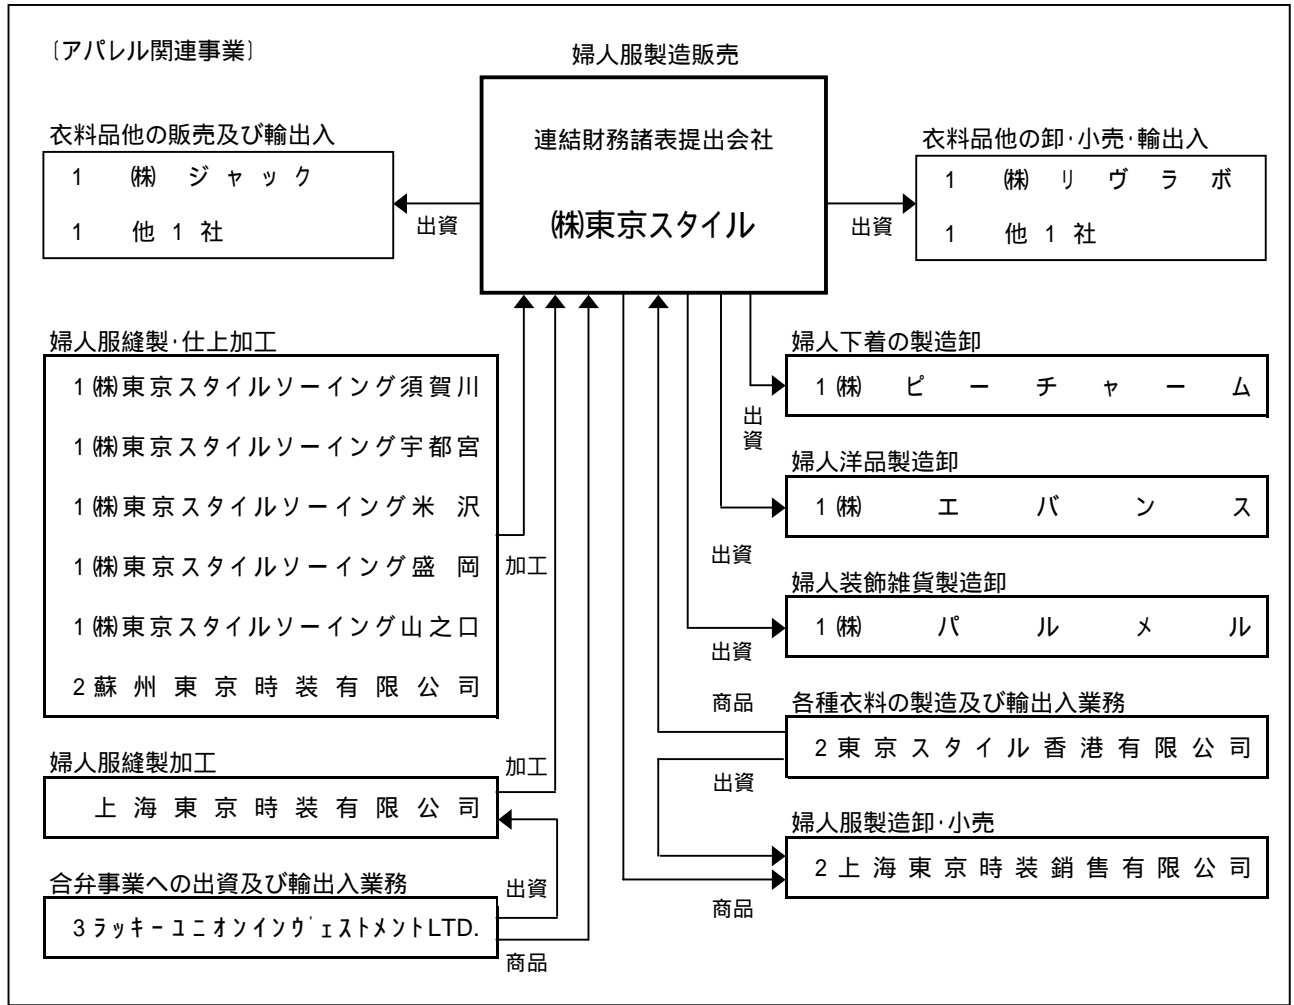 〔アパレル関連事業〕
婦人服製造販売
連結財務諸表提出会社
㈱東京スタイル
衣料品他の販売及び輸出入
1 ㈱ジャック
1 他1社
出資
衣料品他の卸・小売・輸出入
1 ㈱リヴラボ
1 他1社
出資
婦人服縫製・仕上加工
1㈱東京スタイルソーイング須賀川
1㈱東京スタイルソーイング宇都宮
1㈱東京スタイルソーイング米沢
1㈱東京スタイルソーイング盛岡
1㈱東京スタイルソーイング山之口
2蘇州東京時装有限公司
加工
婦人服縫製加工
上海東京時装有限公司
加工
合弁事業への出資及び輸出入業務
3ラッキーユニオンインヴェストメントLTD.
出資
商品
婦人下着の製造卸
1㈱ピーチャーム
出資
婦人洋品製造卸
1㈱エバンス
出資
婦人装飾雑貨製造卸
1㈱パルメル
出資
商品
各種衣料の製造及び輸出入業務
2東京スタイル香港有限公司
出資
婦人服製造卸・小売
2上海東京時装銷售有限公司
商品